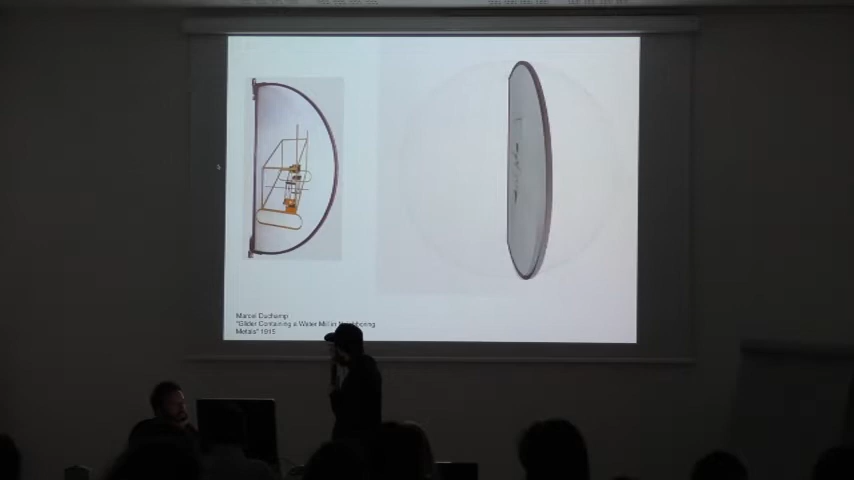 Marcel Duchamp
"Glider Containing a Water Mill in Neighboring
Metals" 1915